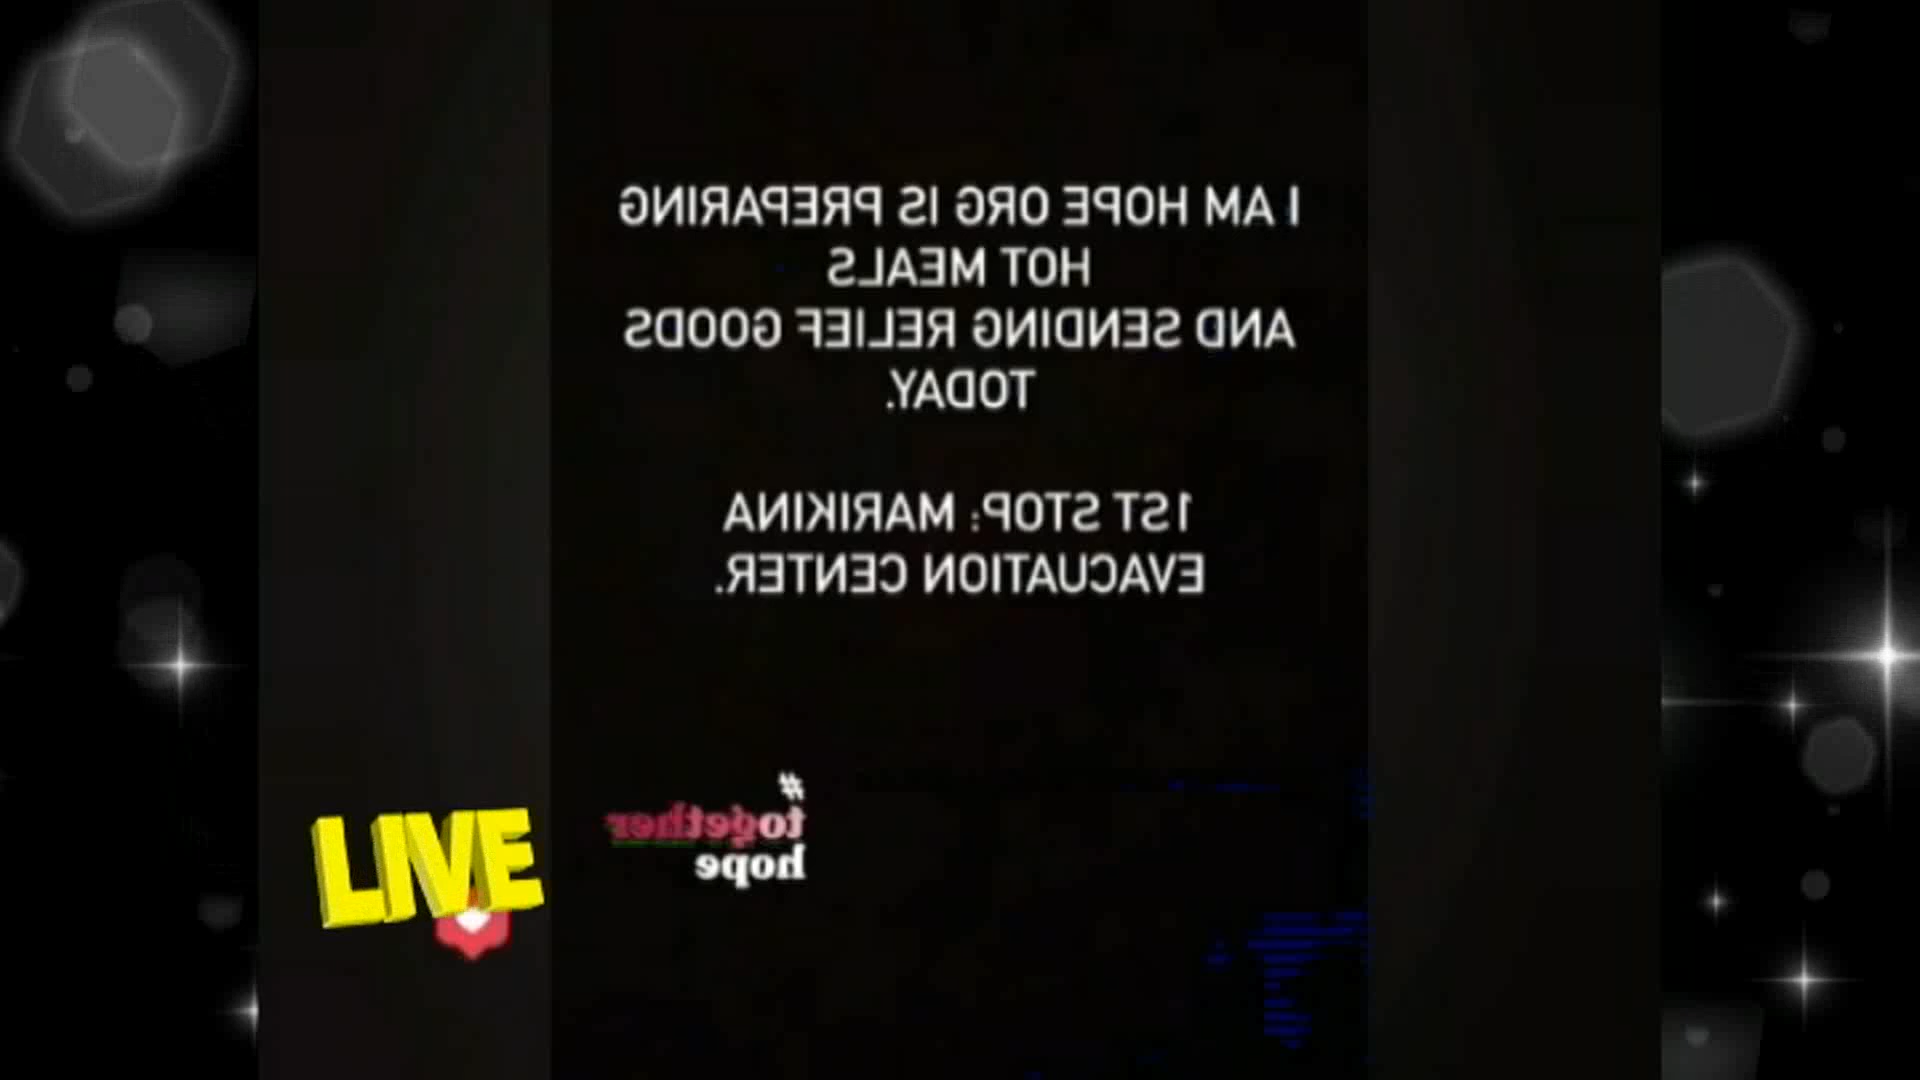 I AM HOPE ORG IS PREPARING
HOT MEALS
AND SENDING RELIEF GOODS
TODAY.
1ST STOP: MARIKINA
EVACUATION CENTER.
#
together
hope
LIVE